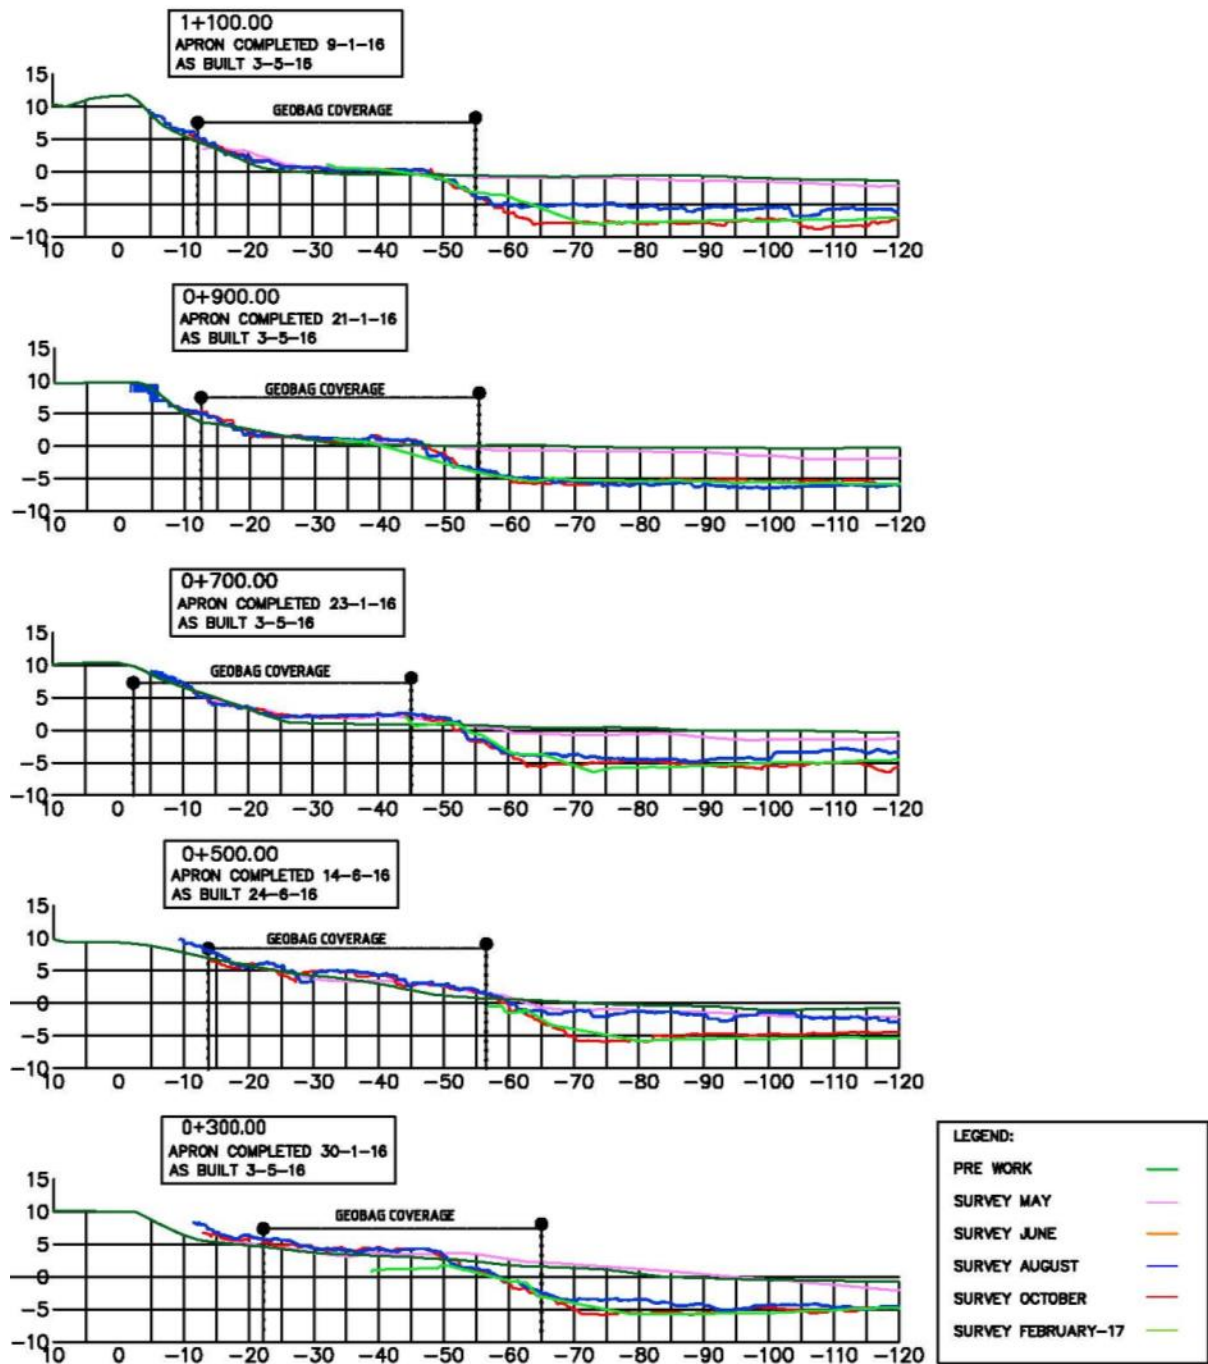 1+100.00
APRON COMPLETED 9-1-16
AS BUILT 3-5-16
GEOBAG COVERAGE
15
10
5
0
-5
-10
10 0 -10 -20 -30 -40 -50 -60 -70 -80 -90 -100 -110 -120
0+900.00
APRON COMPLETED 21-1-16
AS BUILT 3-5-16
GEOBAG COVERAGE
15
10
5
0
-5
-10
10 0 -10 -20 -30 -40 -50 -60 -70 -80 -90 -100 -110 -120
0+700.00
APRON COMPLETED 23-1-16
AS BUILT 3-5-16
GEOBAG COVERAGE
15
10
5
0
-5
-10
10 0 -10 -20 -30 -40 -50 -60 -70 -80 -90 -100 -110 -120
0+500.00
APRON COMPLETED 14-6-16
AS BUILT 24-6-16
GEOBAG COVERAGE
15
10
5
0
-5
-10
10 0 -10 -20 -30 -40 -50 -60 -70 -80 -90 -100 -110 -120
0+300.00
APRON COMPLETED 30-1-16
AS BUILT 3-5-16
GEOBAG COVERAGE
15
10
5
0
-5
-10
10 0 -10 -20 -30 -40 -50 -60 -70 -80 -90 -100 -110 -120
LEGEND:
PRE WORK
SURVEY MAY
SURVEY JUNE
SURVEY AUGUST
SURVEY OCTOBER
SURVEY FEBRUARY-17